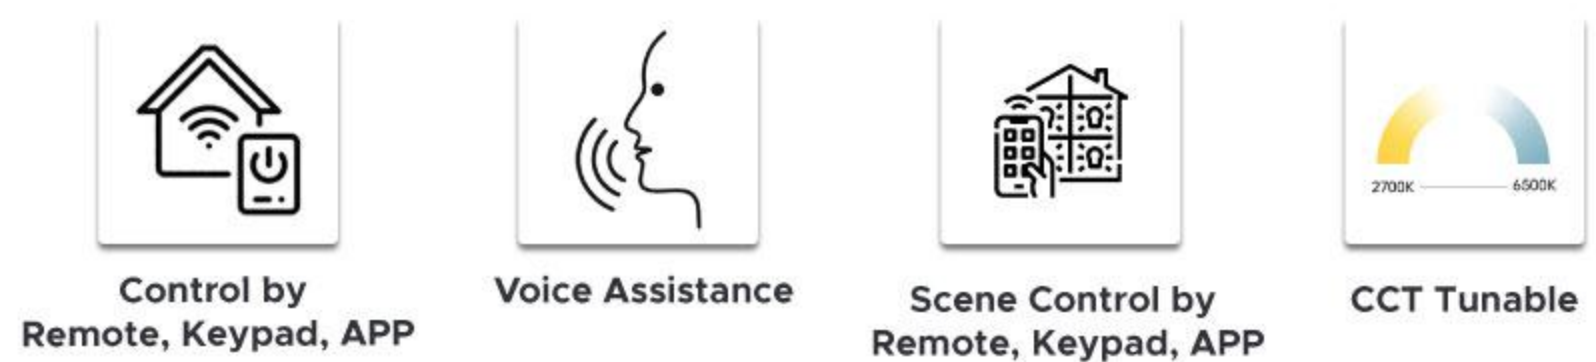 2700K
6500K
Control by
Remote, Keypad, APP
Voice Assistance
Scene Control by
Remote, Keypad, APP
CCT Tunable